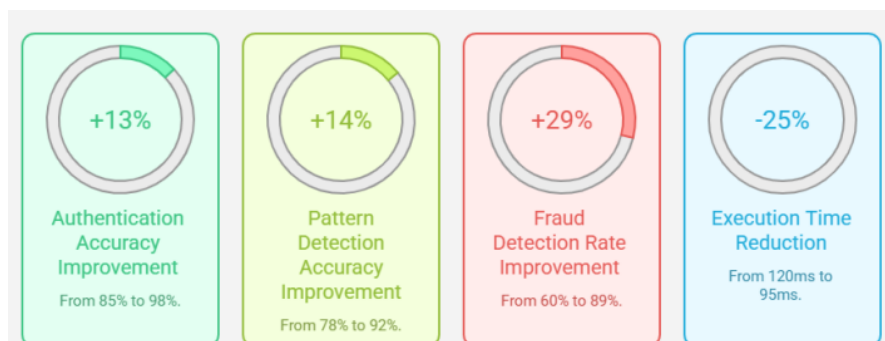 +13%
Authentication
Accuracy
Improvement
From 85% to 98%.
+14%
Pattern
Detection
Accuracy
Improvement
From 78% to 92%.
+29%
Fraud
Detection Rate
Improvement
From 60% to 89%.
-25%
Execution Time
Reduction
From 120ms to
95ms.